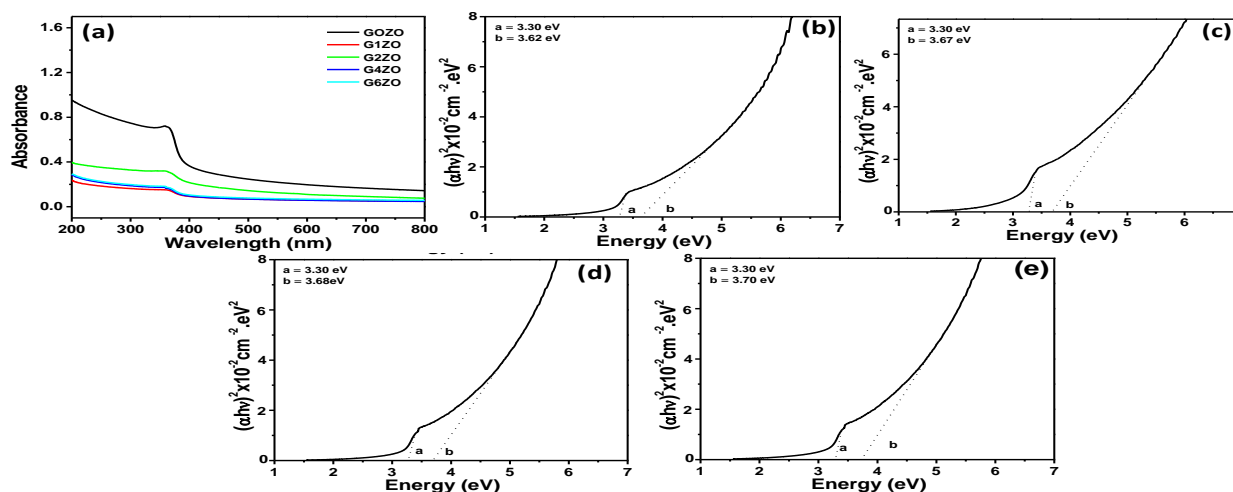 (a)
GOZO
G1ZO
G2ZO
G4ZO
G6ZO
Absorbance
1.6
1.2
0.8
0.4
0.0
200 300 400 500 600 700 800
Wavelength (nm)
(b)
a = 3.30 eV
b = 3.62 eV
(αhν)²x10⁻²cm⁻².eV²
8
6
4
2
0
a b
1 2 3 4 5 6 7
Energy (eV)
(c)
a = 3.30 eV
b = 3.67 eV
(αhν)²x10⁻²cm⁻².eV²
6
4
2
0
a b
1 2 3 4 5 6
Energy (eV)
(d)
a = 3.30 eV
b = 3.68eV
(αhν)²x10⁻²cm⁻².eV²
8
6
4
2
0
a b
1 2 3 4 5 6 7
Energy (eV)
(e)
a = 3.30 eV
b = 3.70 eV
(αhν)²x10⁻²cm⁻².eV²
8
6
4
2
0
a b
1 2 3 4 5 6 7
Energy (eV)